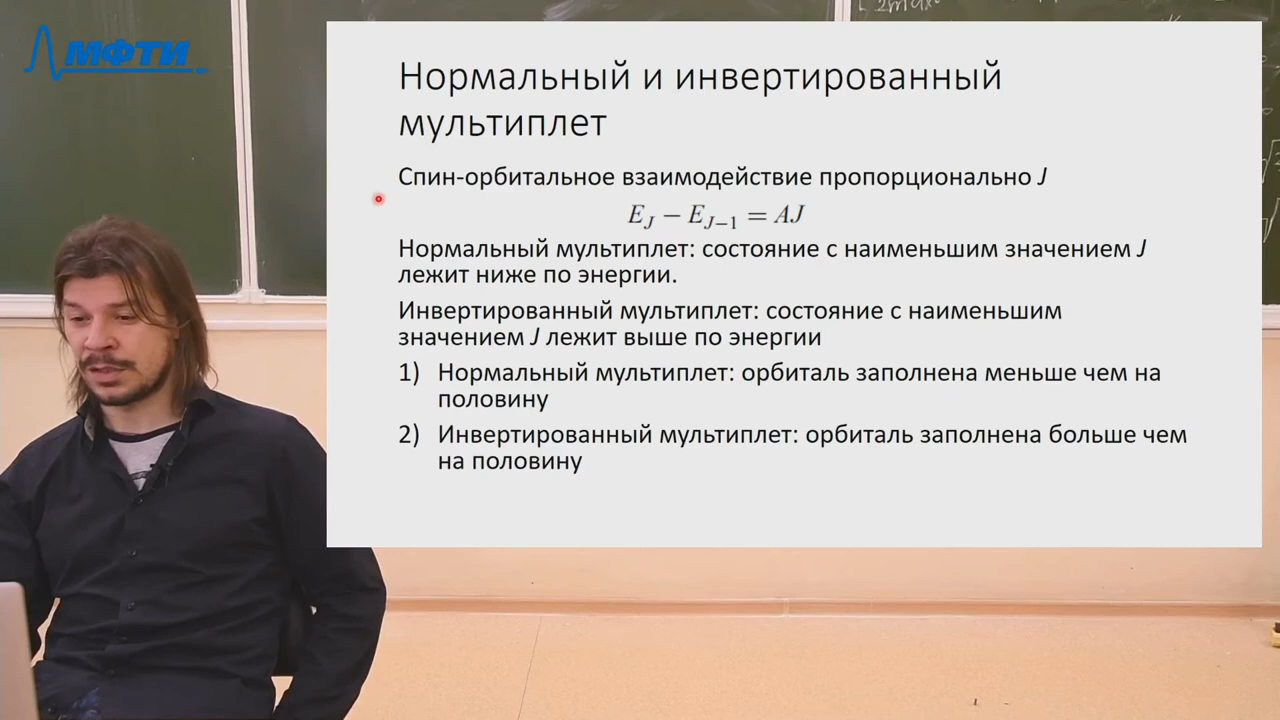 МФТИ
Нормальный и инвертированный
мультиплет
Спин-орбитальное взаимодействие пропорционально J
E_J − E_{J−1} = AJ
Нормальный мультиплет: состояние с наименьшим значением J
лежит ниже по энергии.
Инвертированный мультиплет: состояние с наименьшим
значением J лежит выше по энергии
1) Нормальный мультиплет: орбиталь заполнена меньше чем на
половину
2) Инвертированный мультиплет: орбиталь заполнена больше чем
на половину